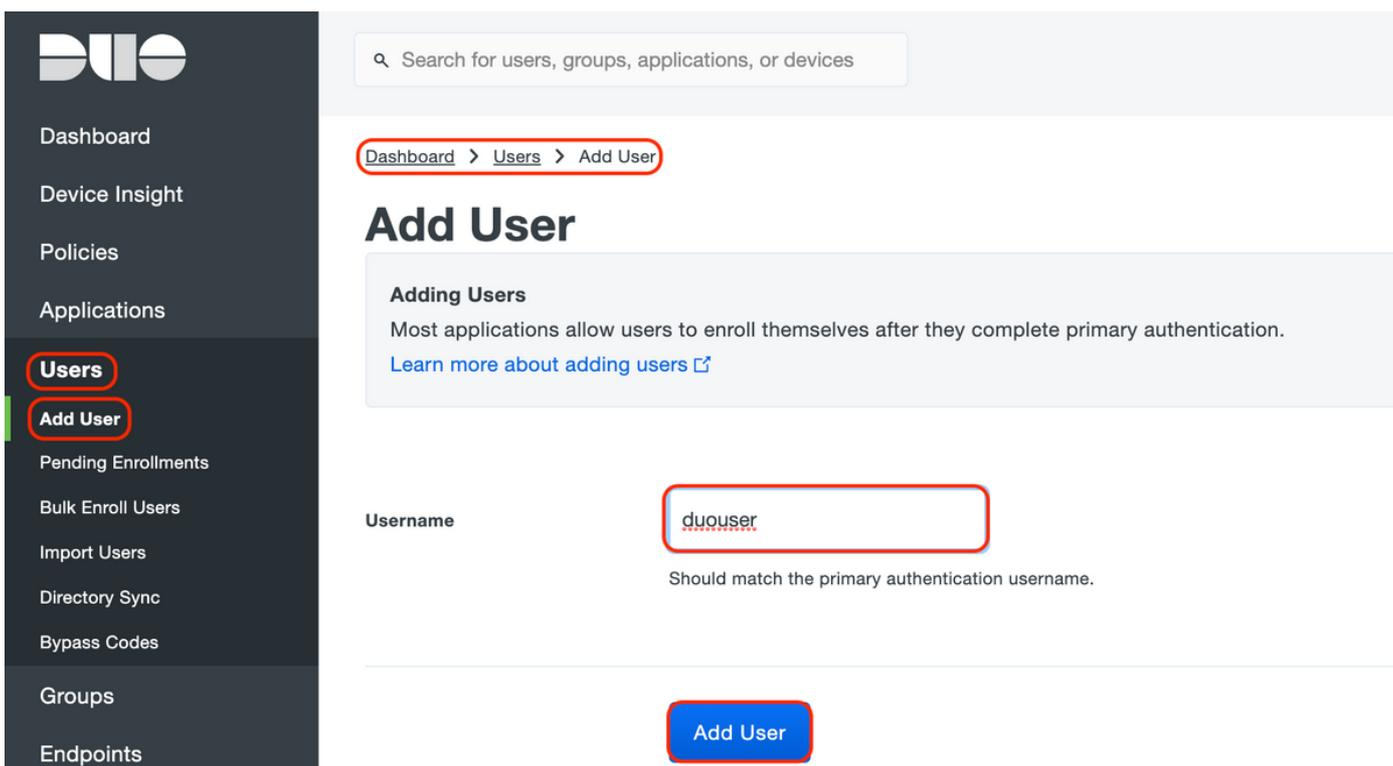 DUO
Search for users, groups, applications, or devices
Dashboard
Device Insight
Policies
Applications
Users
Add User
Pending Enrollments
Bulk Enroll Users
Import Users
Directory Sync
Bypass Codes
Groups
Endpoints
Dashboard > Users > Add User
Add User
Adding Users
Most applications allow users to enroll themselves after they complete primary authentication.
Learn more about adding users
Username
duouser
Should match the primary authentication username.
Add User